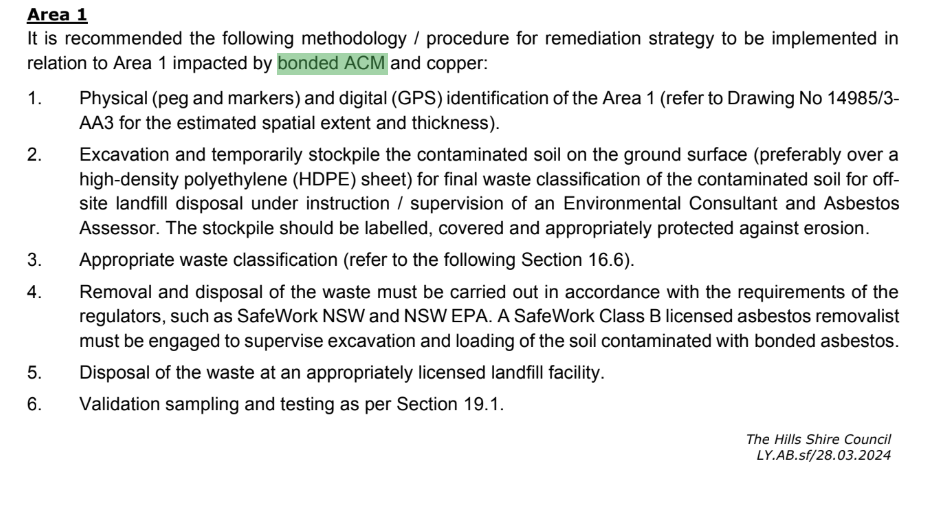 Area 1
It is recommended the following methodology / procedure for remediation strategy to be implemented in
relation to Area 1 impacted by bonded ACM and copper:
1. Physical (peg and markers) and digital (GPS) identification of the Area 1 (refer to Drawing No 14985/3-
AA3 for the estimated spatial extent and thickness).
2. Excavation and temporarily stockpile the contaminated soil on the ground surface (preferably over a
high-density polyethylene (HDPE) sheet) for final waste classification of the contaminated soil for off-
site landfill disposal under instruction / supervision of an Environmental Consultant and Asbestos
Assessor. The stockpile should be labelled, covered and appropriately protected against erosion.
3. Appropriate waste classification (refer to the following Section 16.6).
4. Removal and disposal of the waste must be carried out in accordance with the requirements of the
regulators, such as SafeWork NSW and NSW EPA. A SafeWork Class B licensed asbestos removalist
must be engaged to supervise excavation and loading of the soil contaminated with bonded asbestos.
5. Disposal of the waste at an appropriately licensed landfill facility.
6. Validation sampling and testing as per Section 19.1.
The Hills Shire Council
LY.AB.sf/28.03.2024